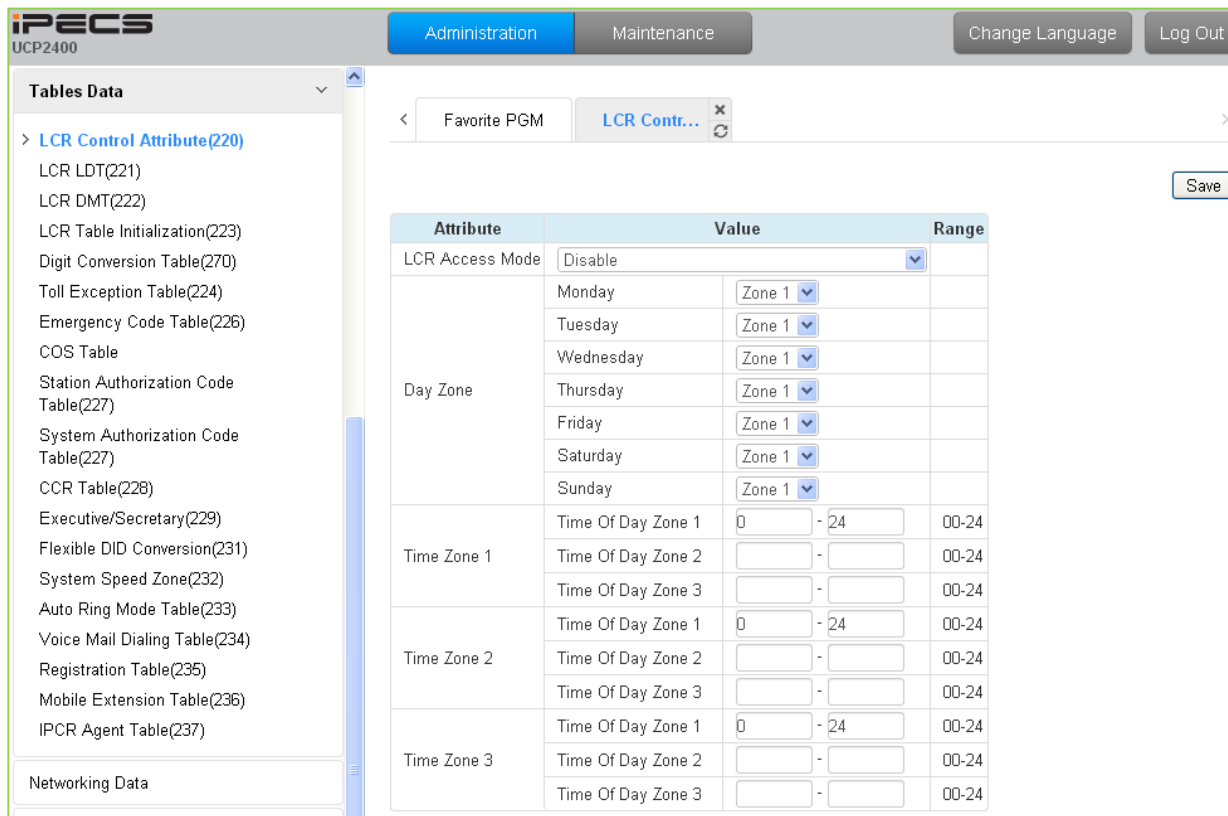 iPECS
UCP2400
Administration
Maintenance
Change Language
Log Out
Tables Data
LCR Control Attribute(220)
LCR LDT(221)
LCR DMT(222)
LCR Table Initialization(223)
Digit Conversion Table(270)
Toll Exception Table(224)
Emergency Code Table(226)
COS Table
Station Authorization Code
Table(227)
System Authorization Code
Table(227)
CCR Table(228)
Executive/Secretary(229)
Flexible DID Conversion(231)
System Speed Zone(232)
Auto Ring Mode Table(233)
Voice Mail Dialing Table(234)
Registration Table(235)
Mobile Extension Table(236)
IPCR Agent Table(237)
Networking Data
Favorite PGM
LCR Contr...
Save
Attribute Value Range
LCR Access Mode Disable
Day Zone
Monday Zone 1
Tuesday Zone 1
Wednesday Zone 1
Thursday Zone 1
Friday Zone 1
Saturday Zone 1
Sunday Zone 1
Time Zone 1
Time Of Day Zone 1 0 - 24 00-24
Time Of Day Zone 2 - 00-24
Time Of Day Zone 3 - 00-24
Time Zone 2
Time Of Day Zone 1 0 - 24 00-24
Time Of Day Zone 2 - 00-24
Time Of Day Zone 3 - 00-24
Time Zone 3
Time Of Day Zone 1 0 - 24 00-24
Time Of Day Zone 2 - 00-24
Time Of Day Zone 3 - 00-24